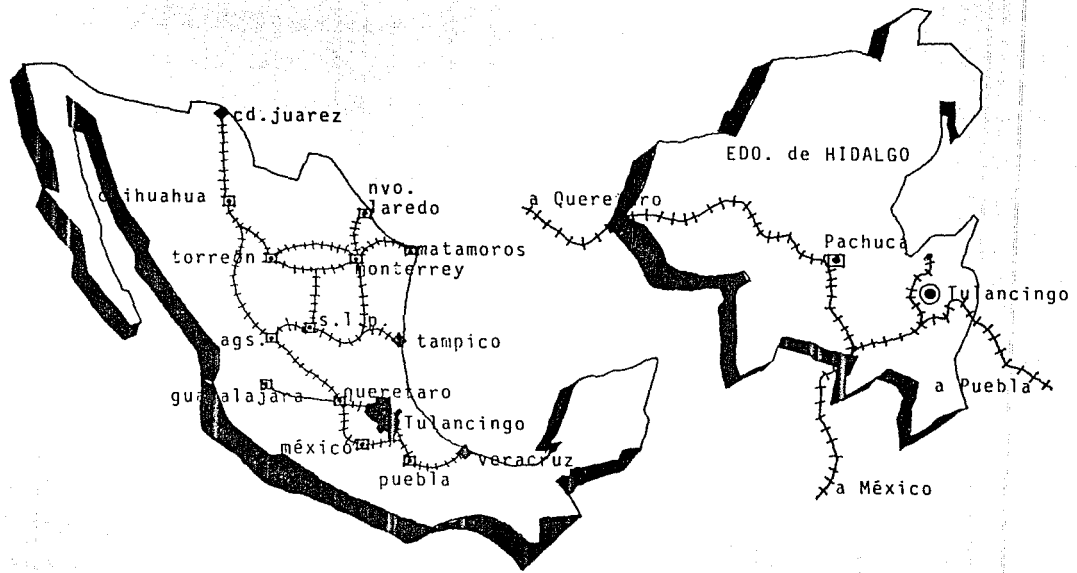 cd.juarez
chihuahua
nvo.
laredo
torreón
matamoros
monterrey
s.l.p.
ags.
tampico
guadalajara
queretaro
Tulancingo
méxico
veracruz
puebla
EDO. de HIDALGO
a Queretaro
Pachuca
Tulancingo
a Puebla
a México